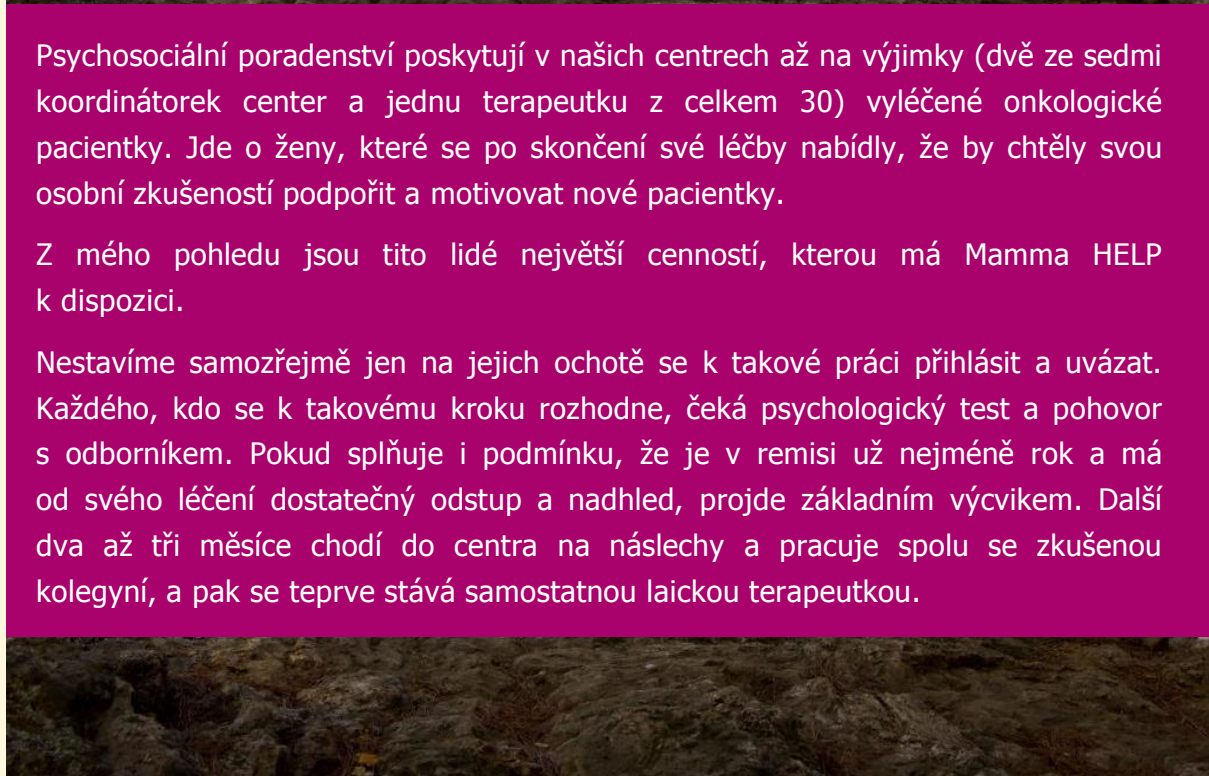 Psychosociální poradenství poskytují v našich centrech až na výjimky (dvě ze sedmi
koordinátorek center a jednu terapeutku z celkem 30) vyléčené onkologické
pacientky. Jde o ženy, které se po skončení své léčby nabídly, že by chtěly svou
osobní zkušeností podpořit a motivovat nové pacientky.
Z mého pohledu jsou tito lidé největší cenností, kterou má Mamma HELP
k dispozici.
Nestavíme samozřejmě jen na jejich ochotě se k takové práci přihlásit a uvázat.
Každého, kdo se k takovému kroku rozhodne, čeká psychologický test a pohovor
s odborníkem. Pokud splňuje i podmínku, že je v remisi už nejméně rok a má
od svého léčení dostatečný odstup a nadhled, projde základním výcvikem. Další
dva až tři měsíce chodí do centra na náslechy a pracuje spolu se zkušenou
kolegyní, a pak se teprve stává samostatnou laickou terapeutkou.